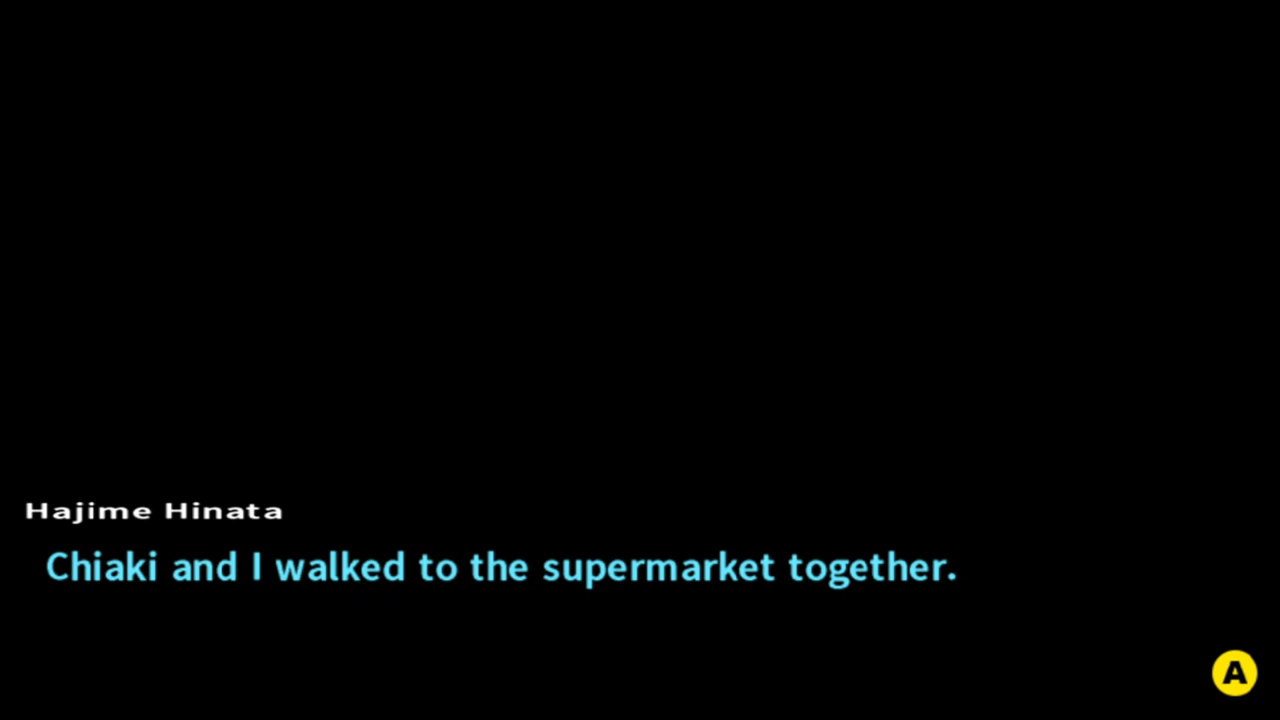 Hajime Hinata
Chiaki and I walked to the supermarket together.
A